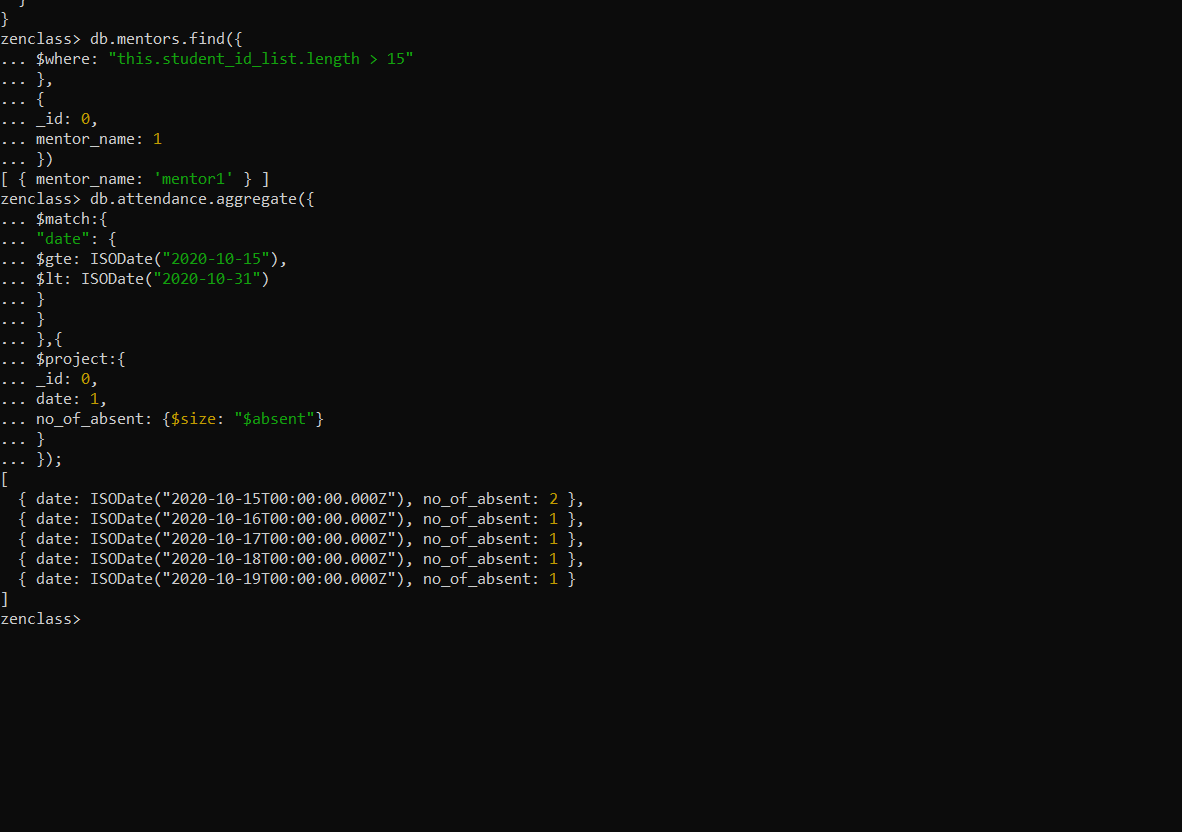 }
}
zenclass> db.mentors.find({
... $where: "this.student_id_list.length > 15"
... },
... {
... _id: 0,
... mentor_name: 1
... })
[ { mentor_name: 'mentor1' } ]
zenclass> db.attendance.aggregate({
... $match:{
... "date": {
... $gte: ISODate("2020-10-15"),
... $lt: ISODate("2020-10-31")
... }
... }
... },{
... $project:{
... _id: 0,
... date: 1,
... no_of_absent: {$size: "$absent"}
... }
... });
[
  { date: ISODate("2020-10-15T00:00:00.000Z"), no_of_absent: 2 },
  { date: ISODate("2020-10-16T00:00:00.000Z"), no_of_absent: 1 },
  { date: ISODate("2020-10-17T00:00:00.000Z"), no_of_absent: 1 },
  { date: ISODate("2020-10-18T00:00:00.000Z"), no_of_absent: 1 },
  { date: ISODate("2020-10-19T00:00:00.000Z"), no_of_absent: 1 }
]
zenclass>